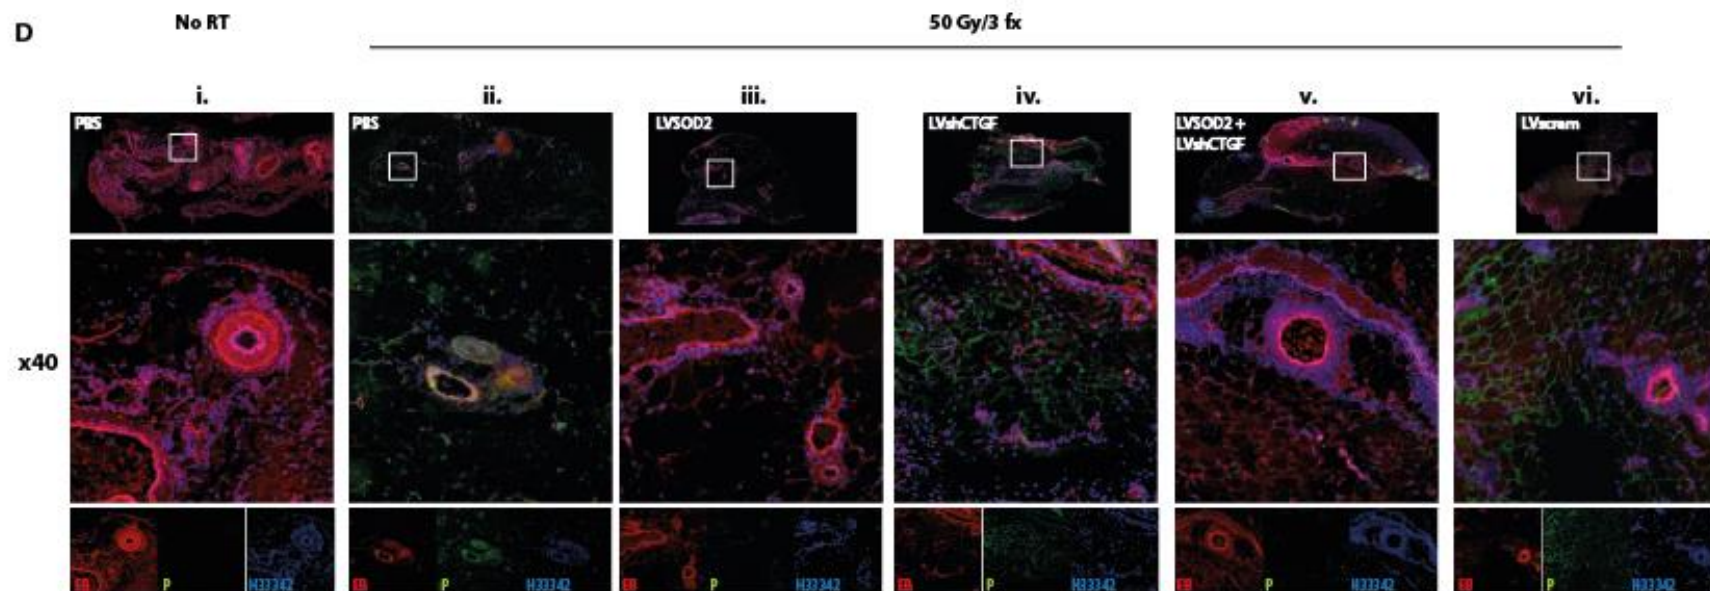 D
No RT
50 Gy/3 fx
i.
ii.
iii.
iv.
v.
vi.
PBS
PBS
LVSOD2
LVshCTGF
LVSOD2 +
LVshCTGF
LVscram
x40
EB P H33342
EB P H33342
EB P H33342
EB P H33342
EB P H33342
EB P H33342